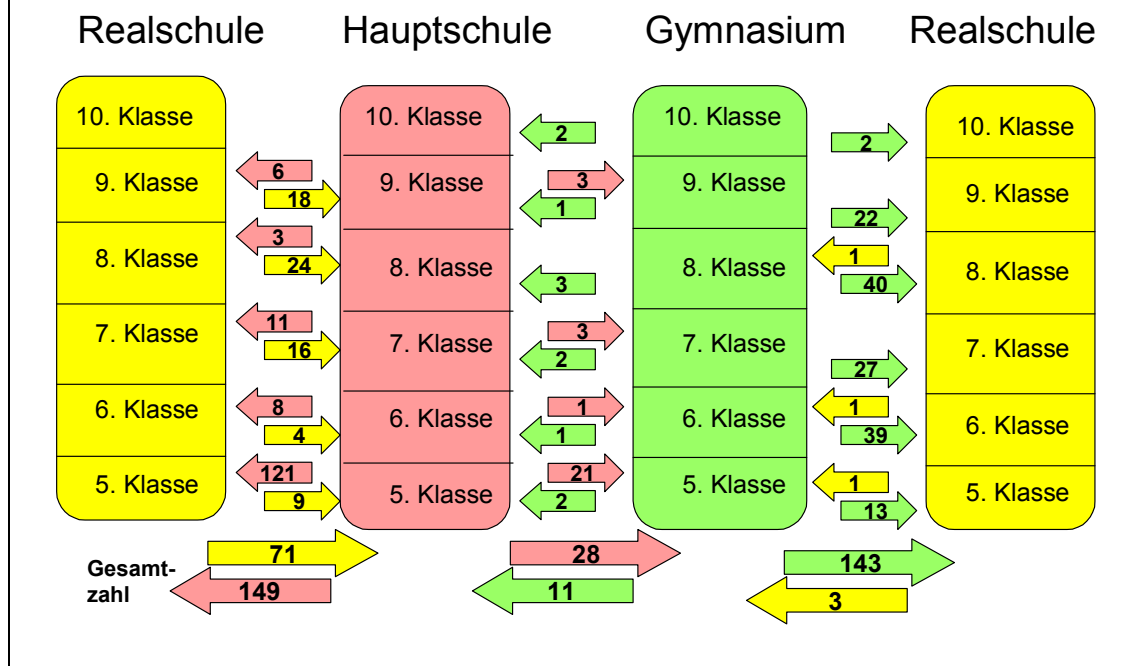 Realschule Hauptschule Gymnasium Realschule
10. Klasse 10. Klasse 10. Klasse 10. Klasse
2 2
9. Klasse 9. Klasse 9. Klasse 9. Klasse
6 3
18 1 22
8. Klasse 8. Klasse 8. Klasse 8. Klasse
3 1
24 3 40
7. Klasse 7. Klasse 7. Klasse 7. Klasse
11 3
16 2 27
6. Klasse 6. Klasse 6. Klasse 6. Klasse
8 1 1
4 1 39
5. Klasse 5. Klasse 5. Klasse 5. Klasse
121 21 1
9 2 13
Gesamt-
zahl
71 28 143
149 11 3